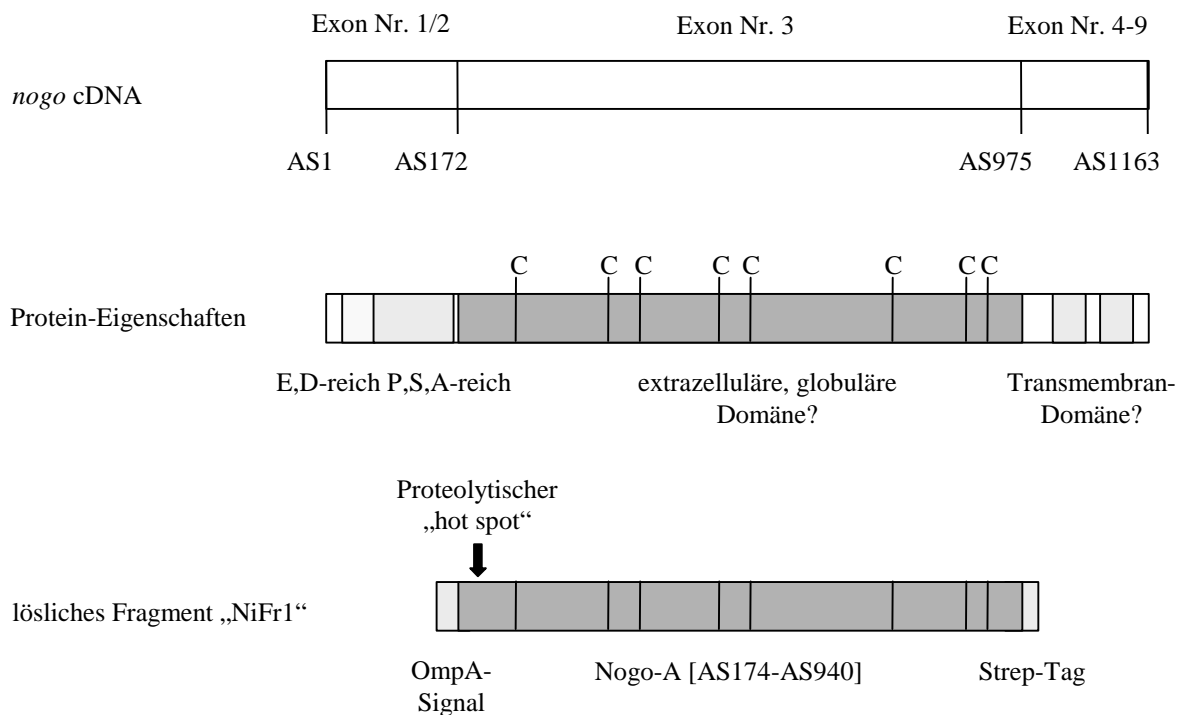 Exon Nr. 1/2 Exon Nr. 3 Exon Nr. 4-9
nogo cDNA
AS1 AS172 AS975 AS1163
C C C C C C C C
Protein-Eigenschaften
E,D-reich P,S,A-reich extrazelluläre, globuläre Transmembran-
Domäne? Domäne?
Proteolytischer
„hot spot“
lösliches Fragment „NiFr1“
OmpA- Nogo-A [AS174-AS940] Strep-Tag
Signal